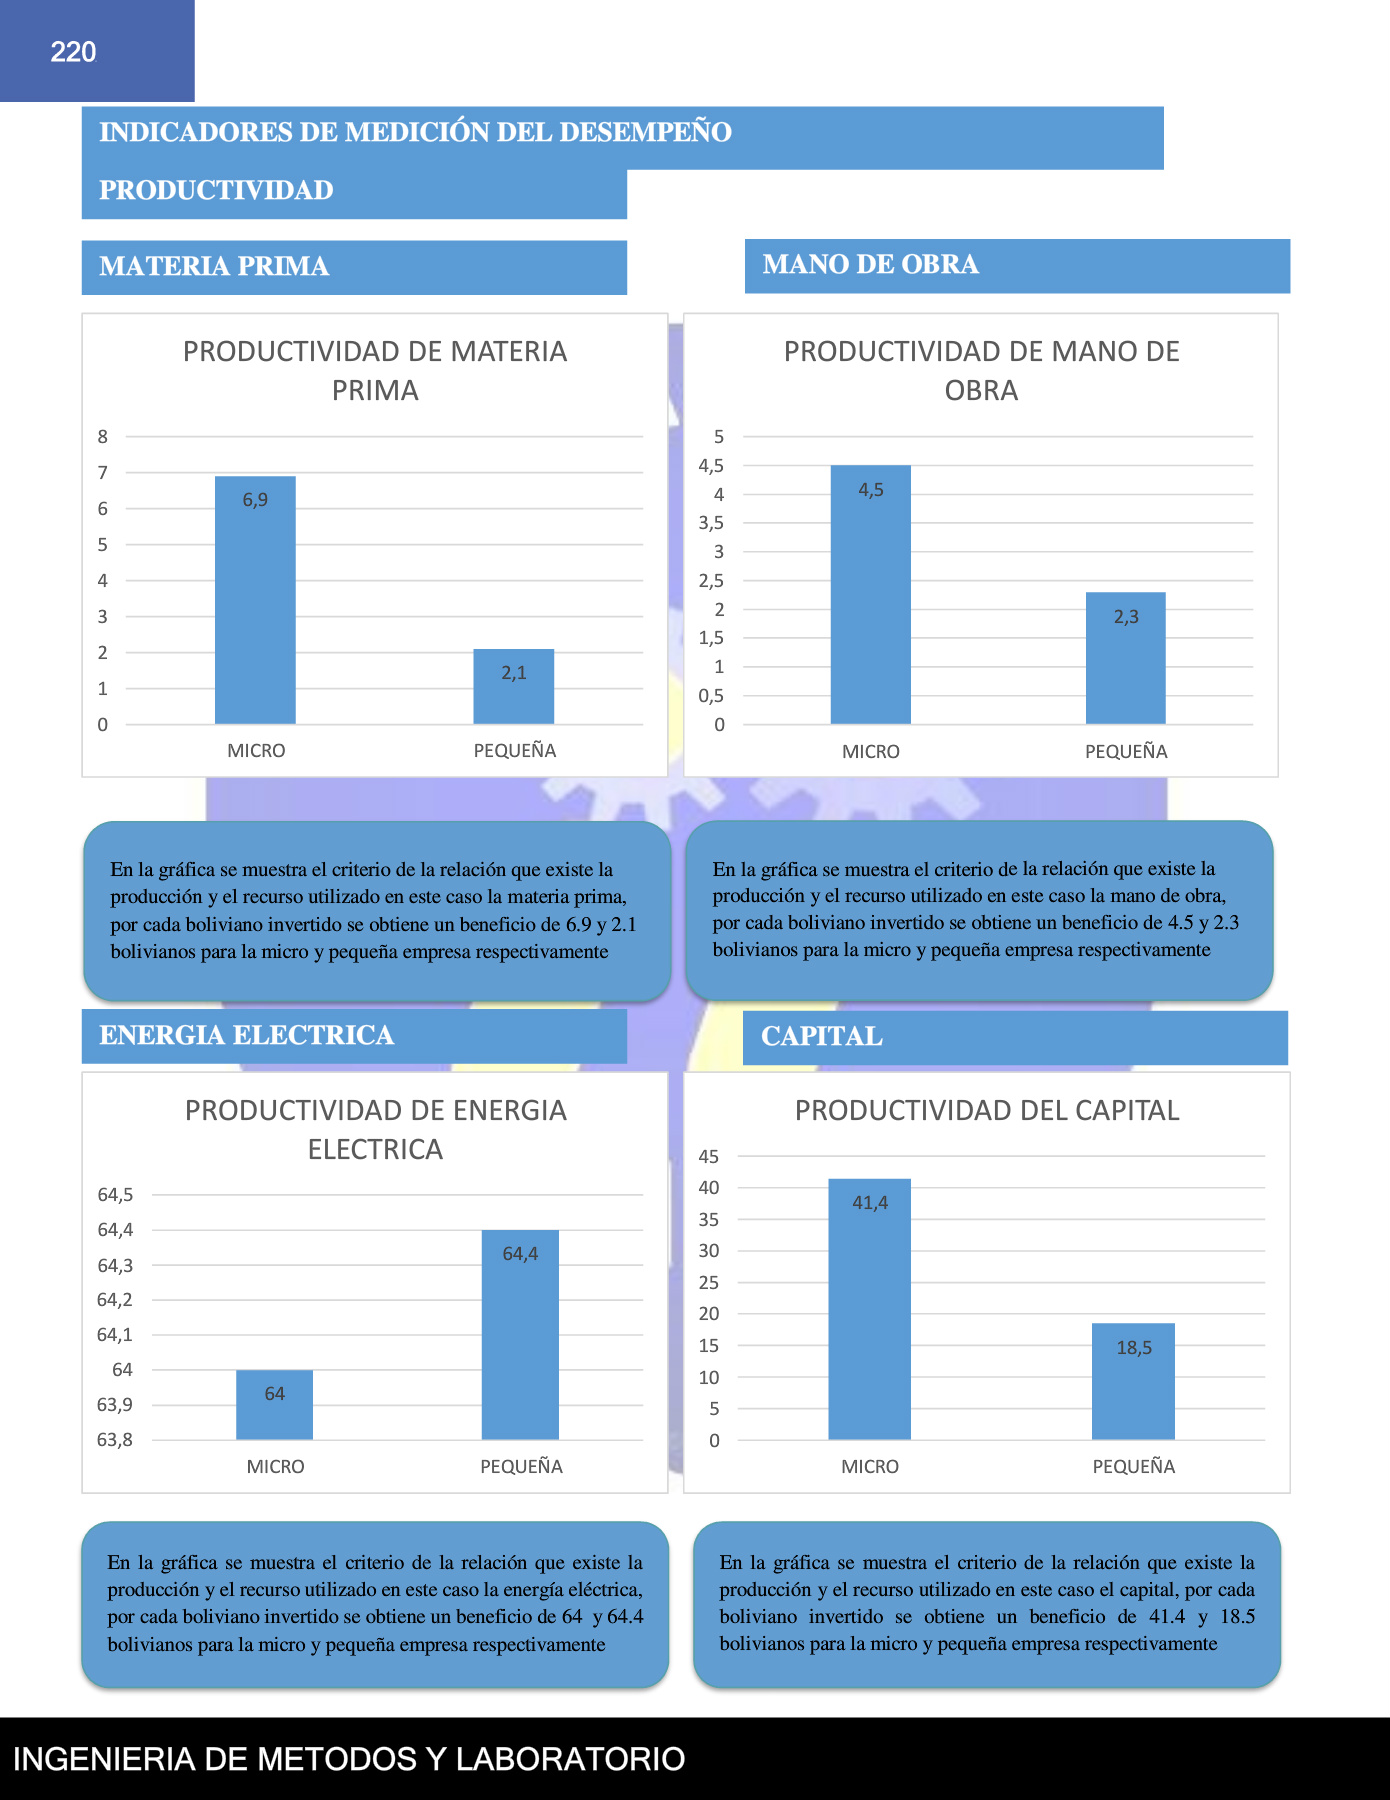 220
INDICADORES DE MEDICIÓN DEL DESEMPEÑO
PRODUCTIVIDAD
MATERIA PRIMA
MANO DE OBRA
PRODUCTIVIDAD DE MATERIA
PRIMA
8
7
6
5
4
3
2
1
0
6,9
2,1
MICRO
PEQUEÑA
PRODUCTIVIDAD DE MANO DE
OBRA
5
4,5
4
3,5
3
2,5
2
1,5
1
0,5
0
4,5
2,3
MICRO
PEQUEÑA
En la gráfica se muestra el criterio de la relación que existe la
producción y el recurso utilizado en este caso la materia prima,
por cada boliviano invertido se obtiene un beneficio de 6.9 y 2.1
bolivianos para la micro y pequeña empresa respectivamente
En la gráfica se muestra el criterio de la relación que existe la
producción y el recurso utilizado en este caso la mano de obra,
por cada boliviano invertido se obtiene un beneficio de 4.5 y 2.3
bolivianos para la micro y pequeña empresa respectivamente
ENERGIA ELECTRICA
CAPITAL
PRODUCTIVIDAD DE ENERGIA
ELECTRICA
64,5
64,4
64,3
64,2
64,1
64
63,9
63,8
64
64,4
MICRO
PEQUEÑA
PRODUCTIVIDAD DEL CAPITAL
45
40
35
30
25
20
15
10
5
0
41,4
18,5
MICRO
PEQUEÑA
En la gráfica se muestra el criterio de la relación que existe la
producción y el recurso utilizado en este caso la energía eléctrica,
por cada boliviano invertido se obtiene un beneficio de 64 y 64.4
bolivianos para la micro y pequeña empresa respectivamente
En la gráfica se muestra el criterio de la relación que existe la
producción y el recurso utilizado en este caso el capital, por cada
boliviano invertido se obtiene un beneficio de 41.4 y 18.5
bolivianos para la micro y pequeña empresa respectivamente
INGENIERIA DE METODOS Y LABORATORIO